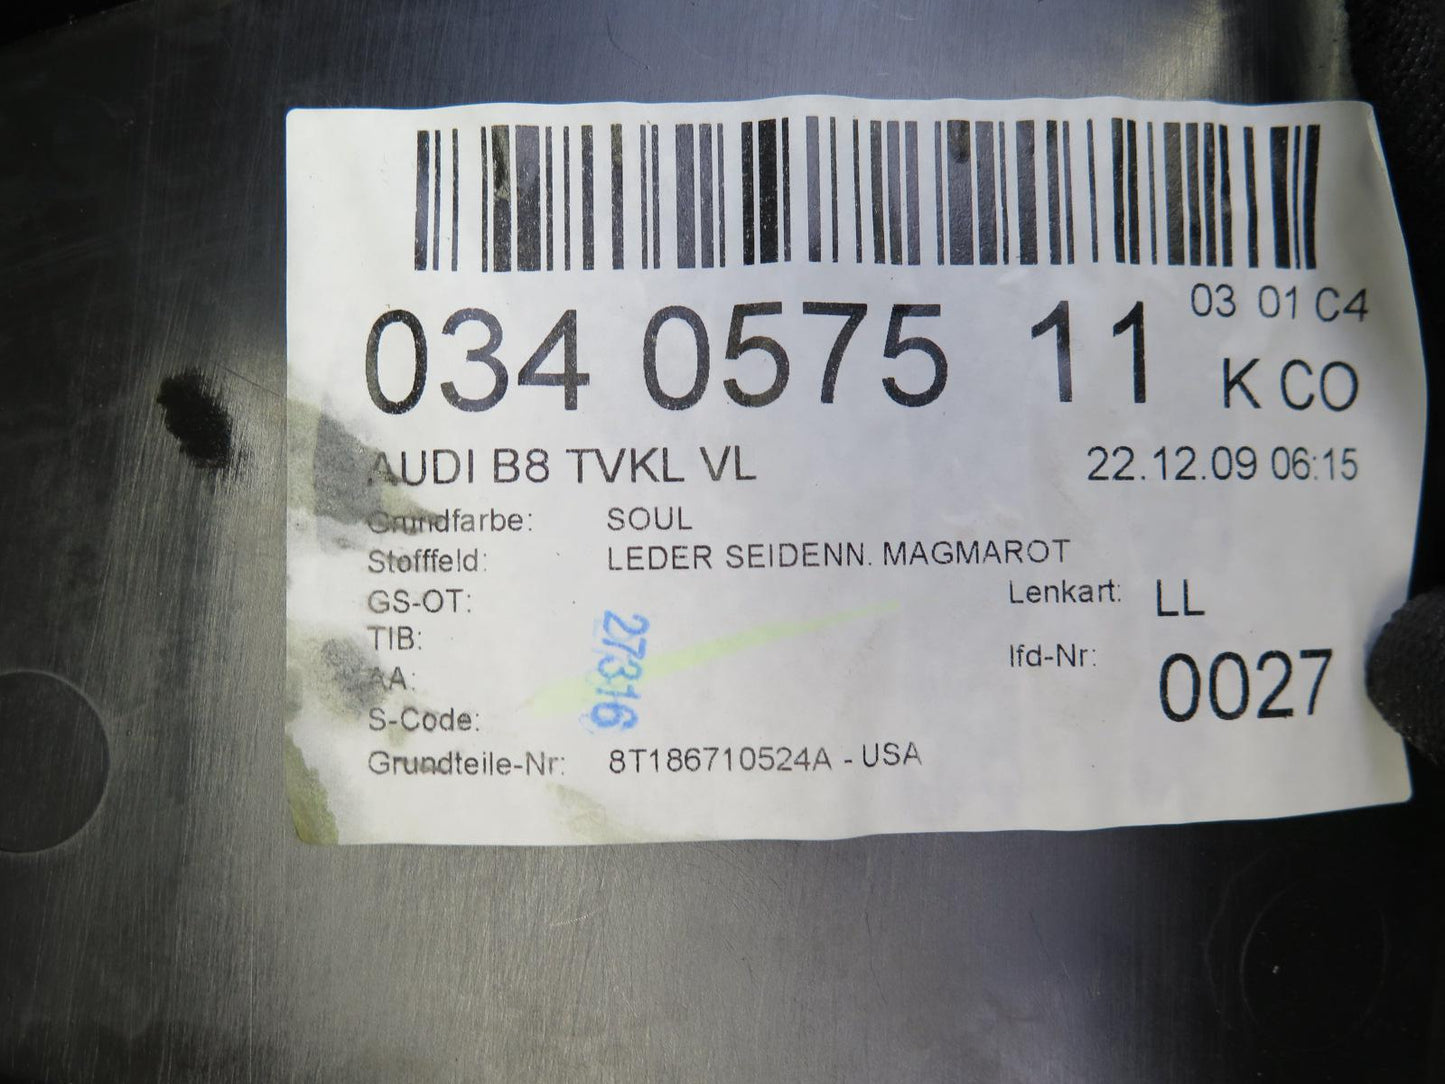 03 01 C4
034 0575 11 K CO
AUDI B8 TVKL VL 22.12.09 06:15
Grundfarbe: SOUL
Stofffeld: LEDER SEIDENN. MAGMAROT
GS-OT: Lenkart: LL
TIB:
lfd-Nr: 0027
AA:
S-Code:
27316
Grundteile-Nr: 8T186710524A - USA